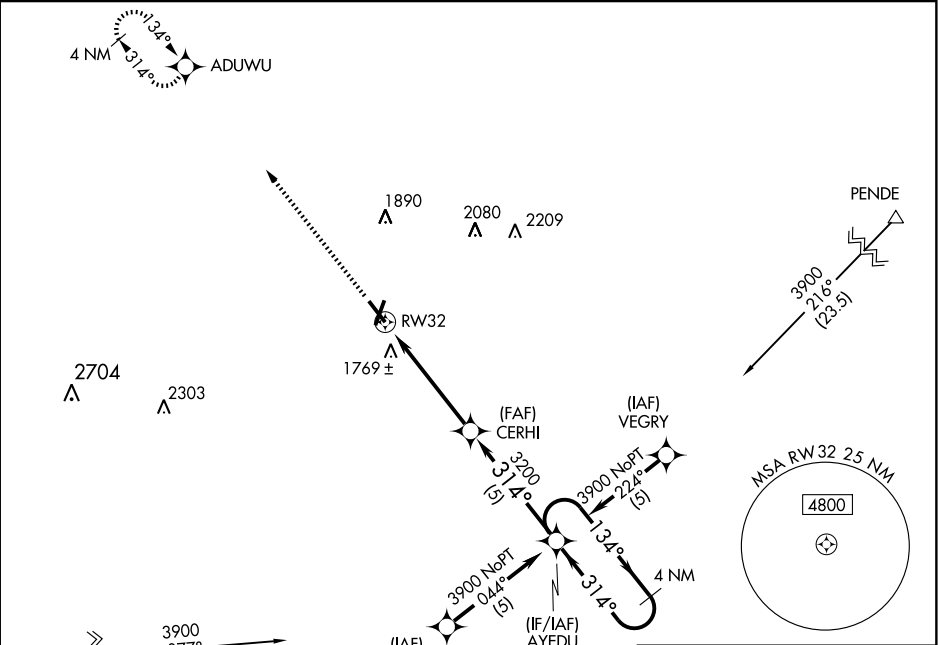 134°
4 NM
314°
ADUWU
1890
2080
2209
PENDE
3900
216°
(23.5)
RW32
1769 ±
2704
2303
(FAF)
CERHI
(IAF)
VEGRY
3200
314°
(5)
3900 NoPT
224°
(5)
MSA RW32 25 NM
4800
134°
4 NM
314°
3900 NoPT
044°
(5)
(IF/IAF)
AYEDU
(IAF)
3900